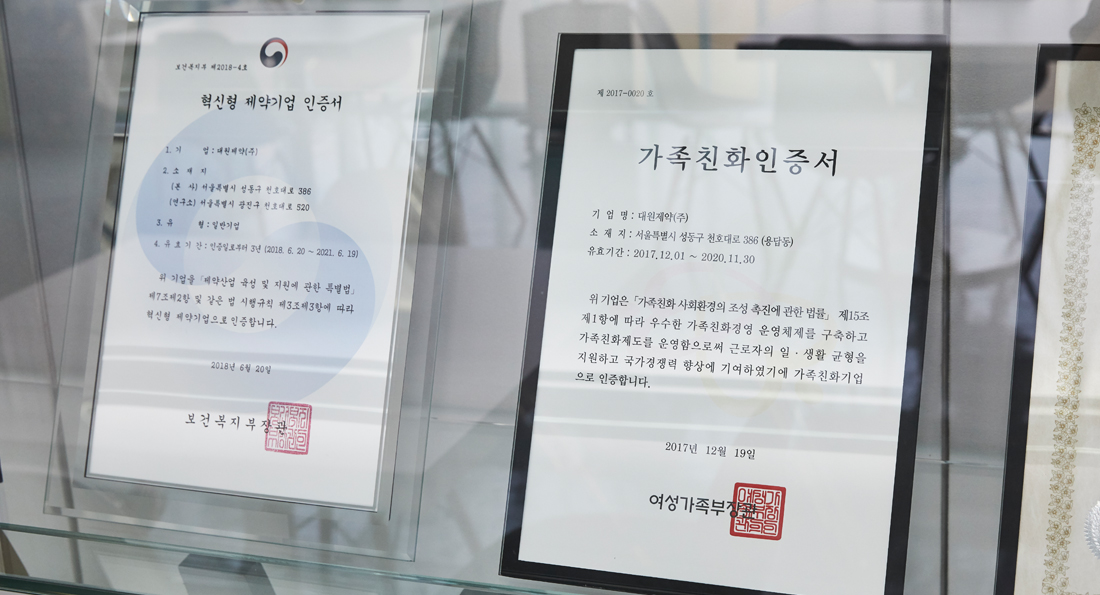 보건복지부 제2018-4호
혁신형 제약기업 인증서
1. 기 업 : 대원제약(주)
2. 소 재 지
(본 사) 서울특별시 성동구 천호대로 386
(연구소) 서울특별시 광진구 천호대로 520
3. 유 형 : 일반기업
4. 유 효 기 간 : 인증일로부터 3년 (2018. 6. 20 ~ 2021. 6. 19)
위 기업을 「제약산업 육성 및 지원에 관한 특별법」
제7조제2항 및 같은 법 시행규칙 제3조제3항에 따라
혁신형 제약기업으로 인증합니다.
2018년 6월 20일
보건복지부장관
제 2017-0020 호
가족친화인증서
기 업 명 : 대원제약(주)
소 재 지 : 서울특별시 성동구 천호대로 386 (용답동)
유효기간 : 2017.12.01 ~ 2020.11.30
위 기업은 「가족친화 사회환경의 조성 촉진에 관한 법률」 제15조
제1항에 따라 우수한 가족친화경영 운영체제를 구축하고
가족친화제도를 운영함으로써 근로자의 일·생활 균형을
지원하고 국가경쟁력 향상에 기여하였기에 가족친화기업
으로 인증합니다.
2017년 12월 19일
여성가족부장관